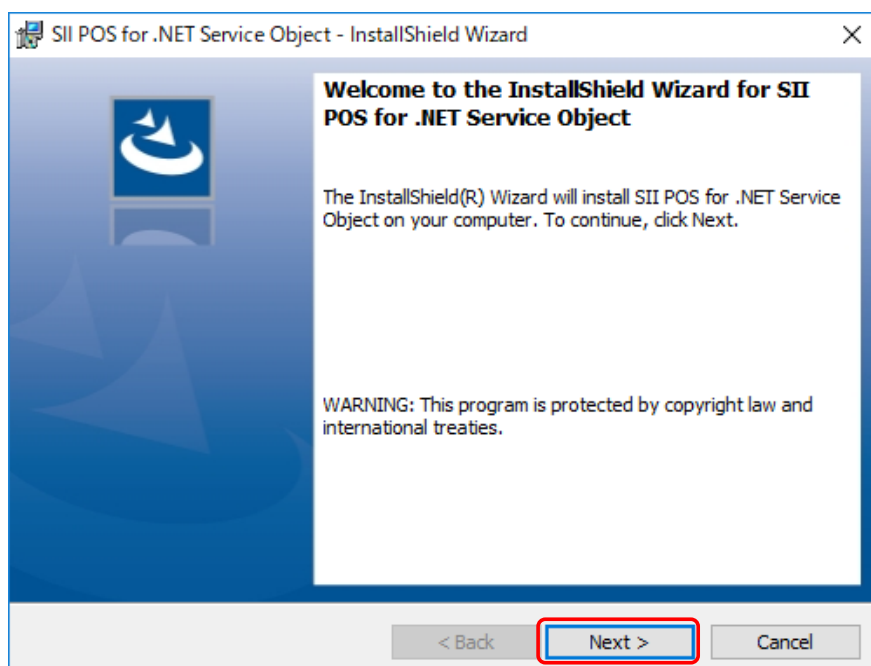 SII POS for .NET Service Object - InstallShield Wizard
Welcome to the InstallShield Wizard for SII
POS for .NET Service Object
The InstallShield(R) Wizard will install SII POS for .NET Service
Object on your computer. To continue, click Next.
WARNING: This program is protected by copyright law and
international treaties.
< Back Next > Cancel